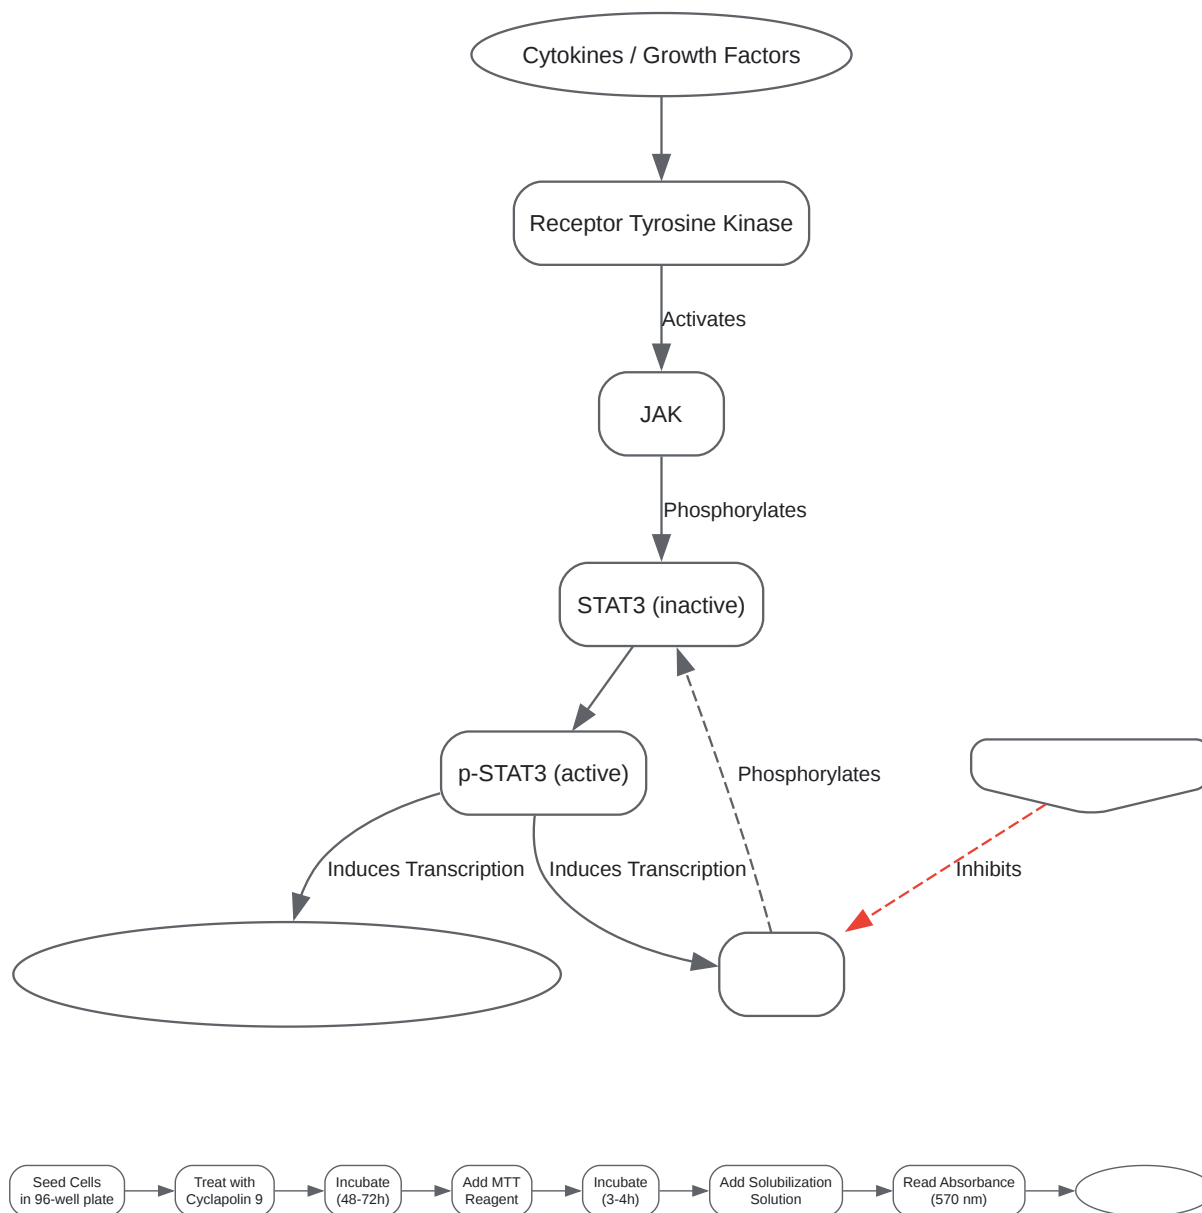 Cytokines / Growth Factors
Receptor Tyrosine Kinase
Activates
JAK
Phosphorylates
STAT3 (inactive)
p-STAT3 (active)
Phosphorylates
Induces Transcription
Induces Transcription
Inhibits
Seed Cells
in 96-well plate
Treat with
Cyclapolin 9
Incubate
(48-72h)
Add MTT
Reagent
Incubate
(3-4h)
Add Solubilization
Solution
Read Absorbance
(570 nm)